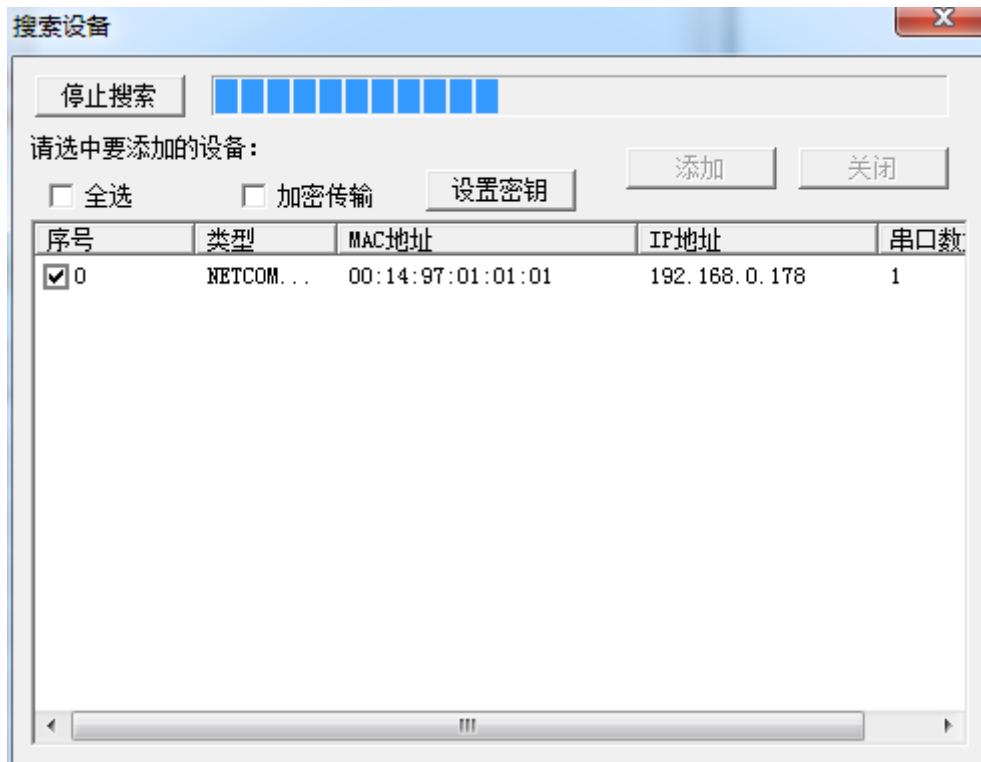 搜索设备
停止搜索
请选中要添加的设备:
添加 关闭
全选 加密传输 设置密钥
序号 类型 MAC地址 IP地址 串口数
0 NETCOM... 00:14:97:01:01:01 192.168.0.178 1